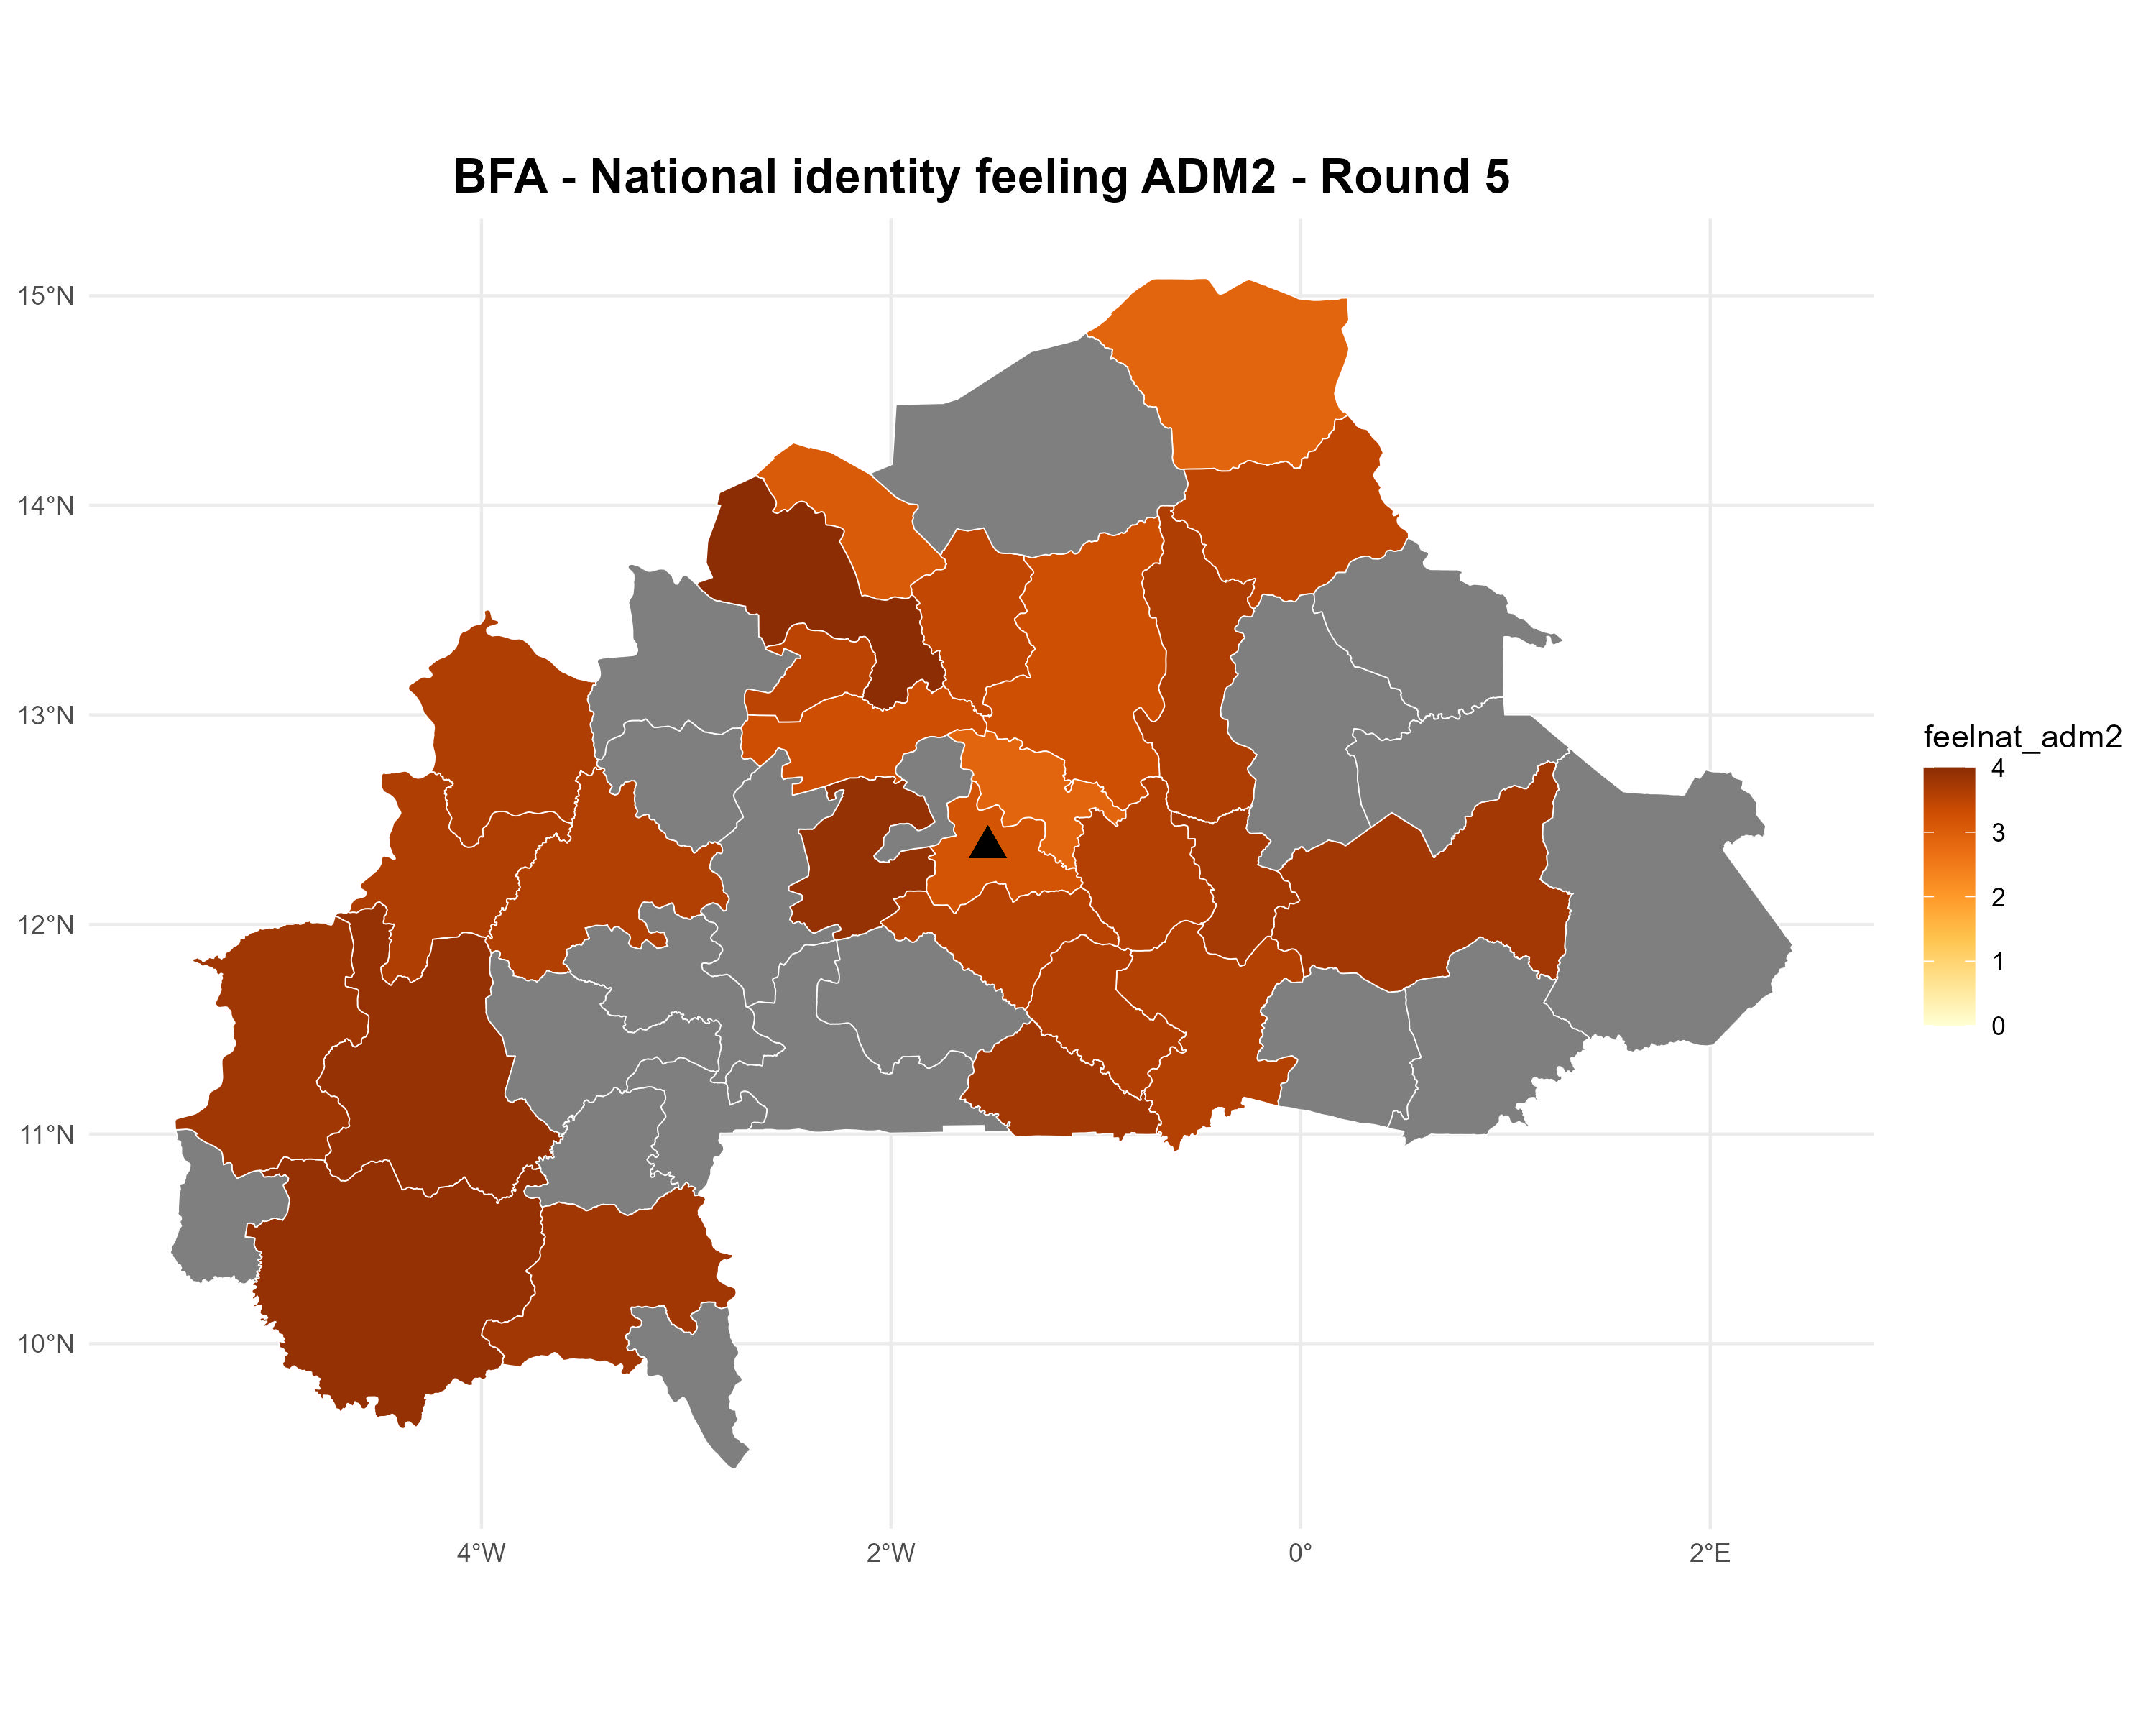 BFA - National identity feeling ADM2 - Round 5
15°N
14°N
13°N
12°N
11°N
10°N
4°W
2°W
0°
2°E
feelnat_adm2
4
3
2
1
0